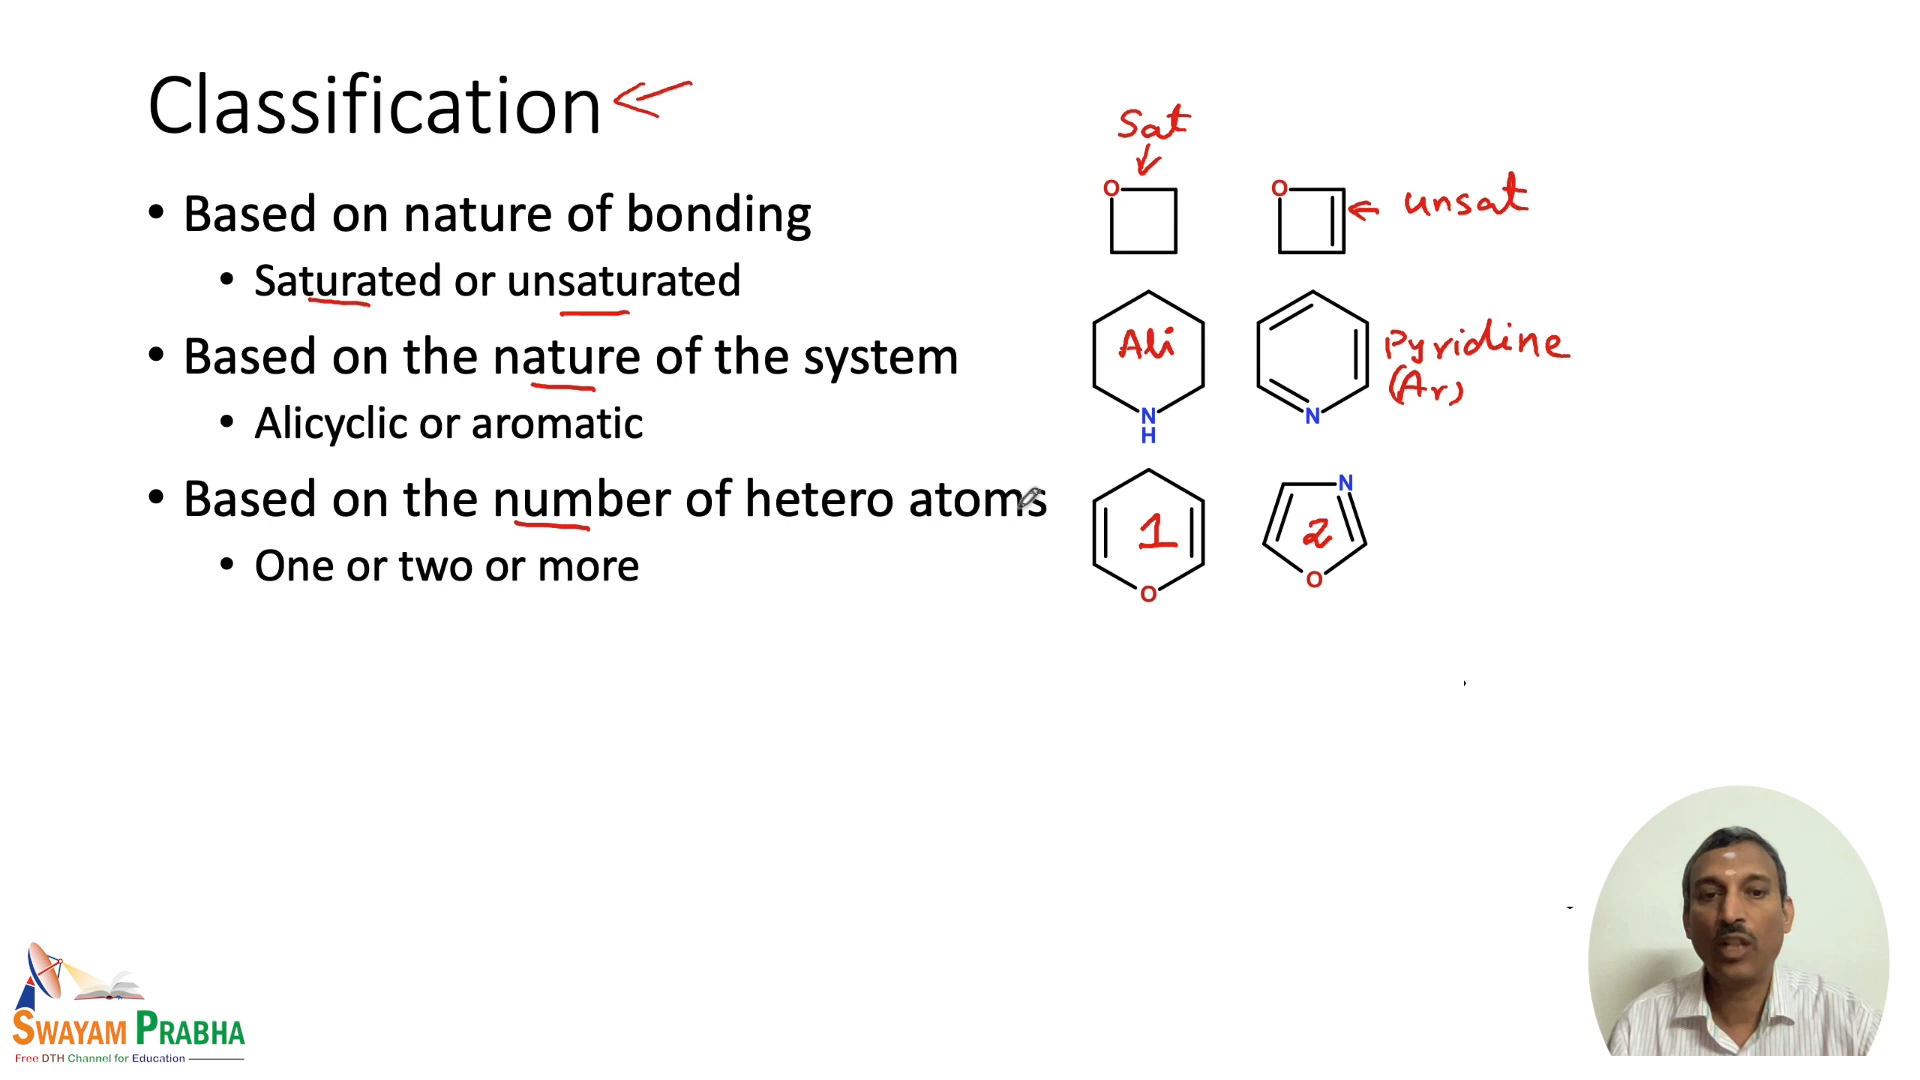 Classification
• Based on nature of bonding
• Saturated or unsaturated
• Based on the nature of the system
• Alicyclic or aromatic
• Based on the number of hetero atoms
• One or two or more
Sat
O
O
unsat
Ali
N
H
N
Pyridine
(Ar)
1
O
N
2
O
SWAYAM PRABHA
Free DTH Channel for Education